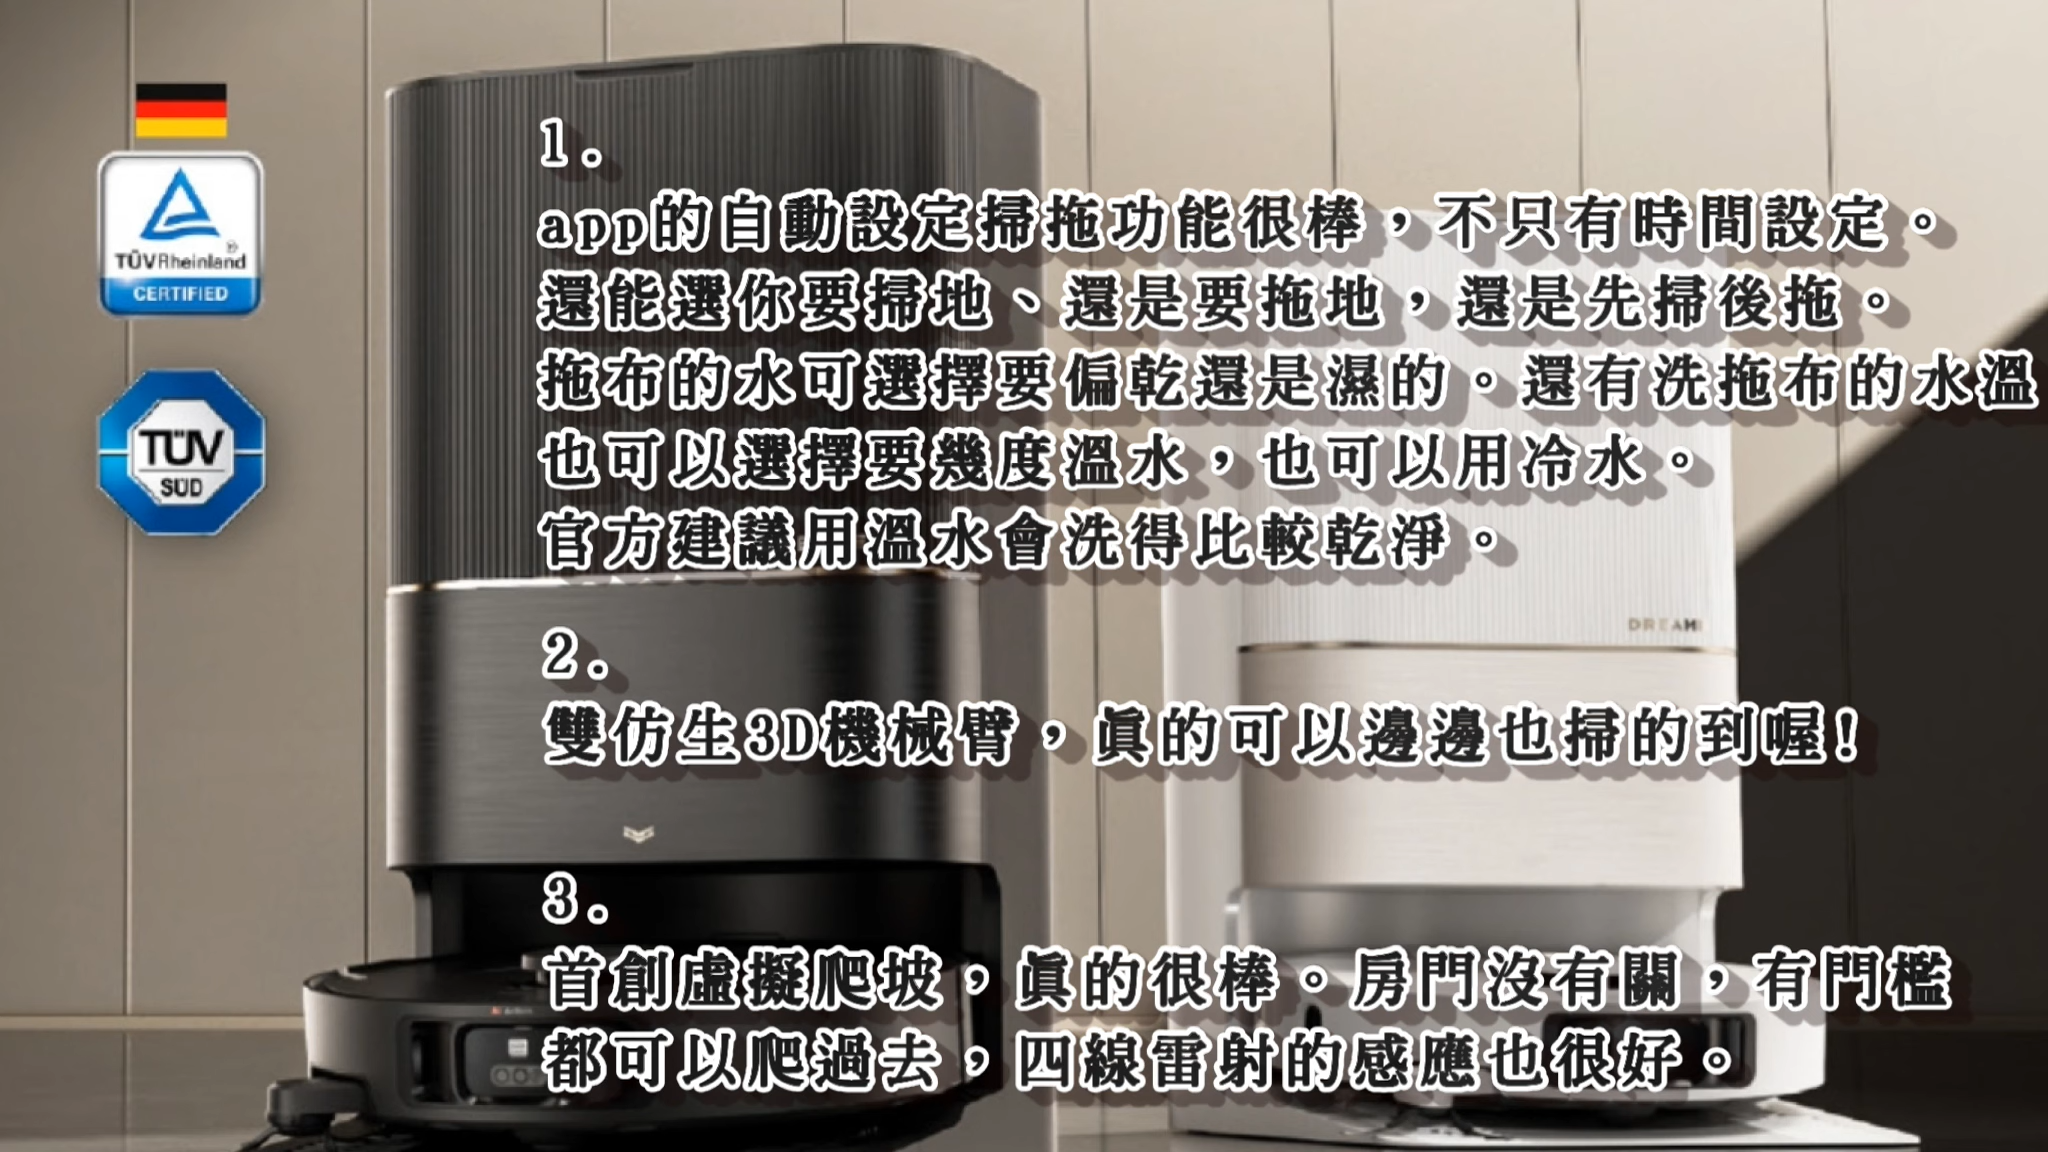 TÜVRheinland
CERTIFIED
TÜV
SÜD
1.
app的自動設定掃拖功能很棒，不只有時間設定。
還能選你要掃地、還是要拖地，還是先掃後拖。
拖布的水可選擇要偏乾還是濕的。還有洗拖布的水溫
也可以選擇要幾度溫水，也可以用冷水。
官方建議用溫水會洗得比較乾淨。
DREAME
2.
雙仿生3D機械臂，真的可以邊邊也掃的到喔!
3.
首創虛擬爬坡，真的很棒。房門沒有關，有門檻
都可以爬過去，四線雷射的感應也很好。